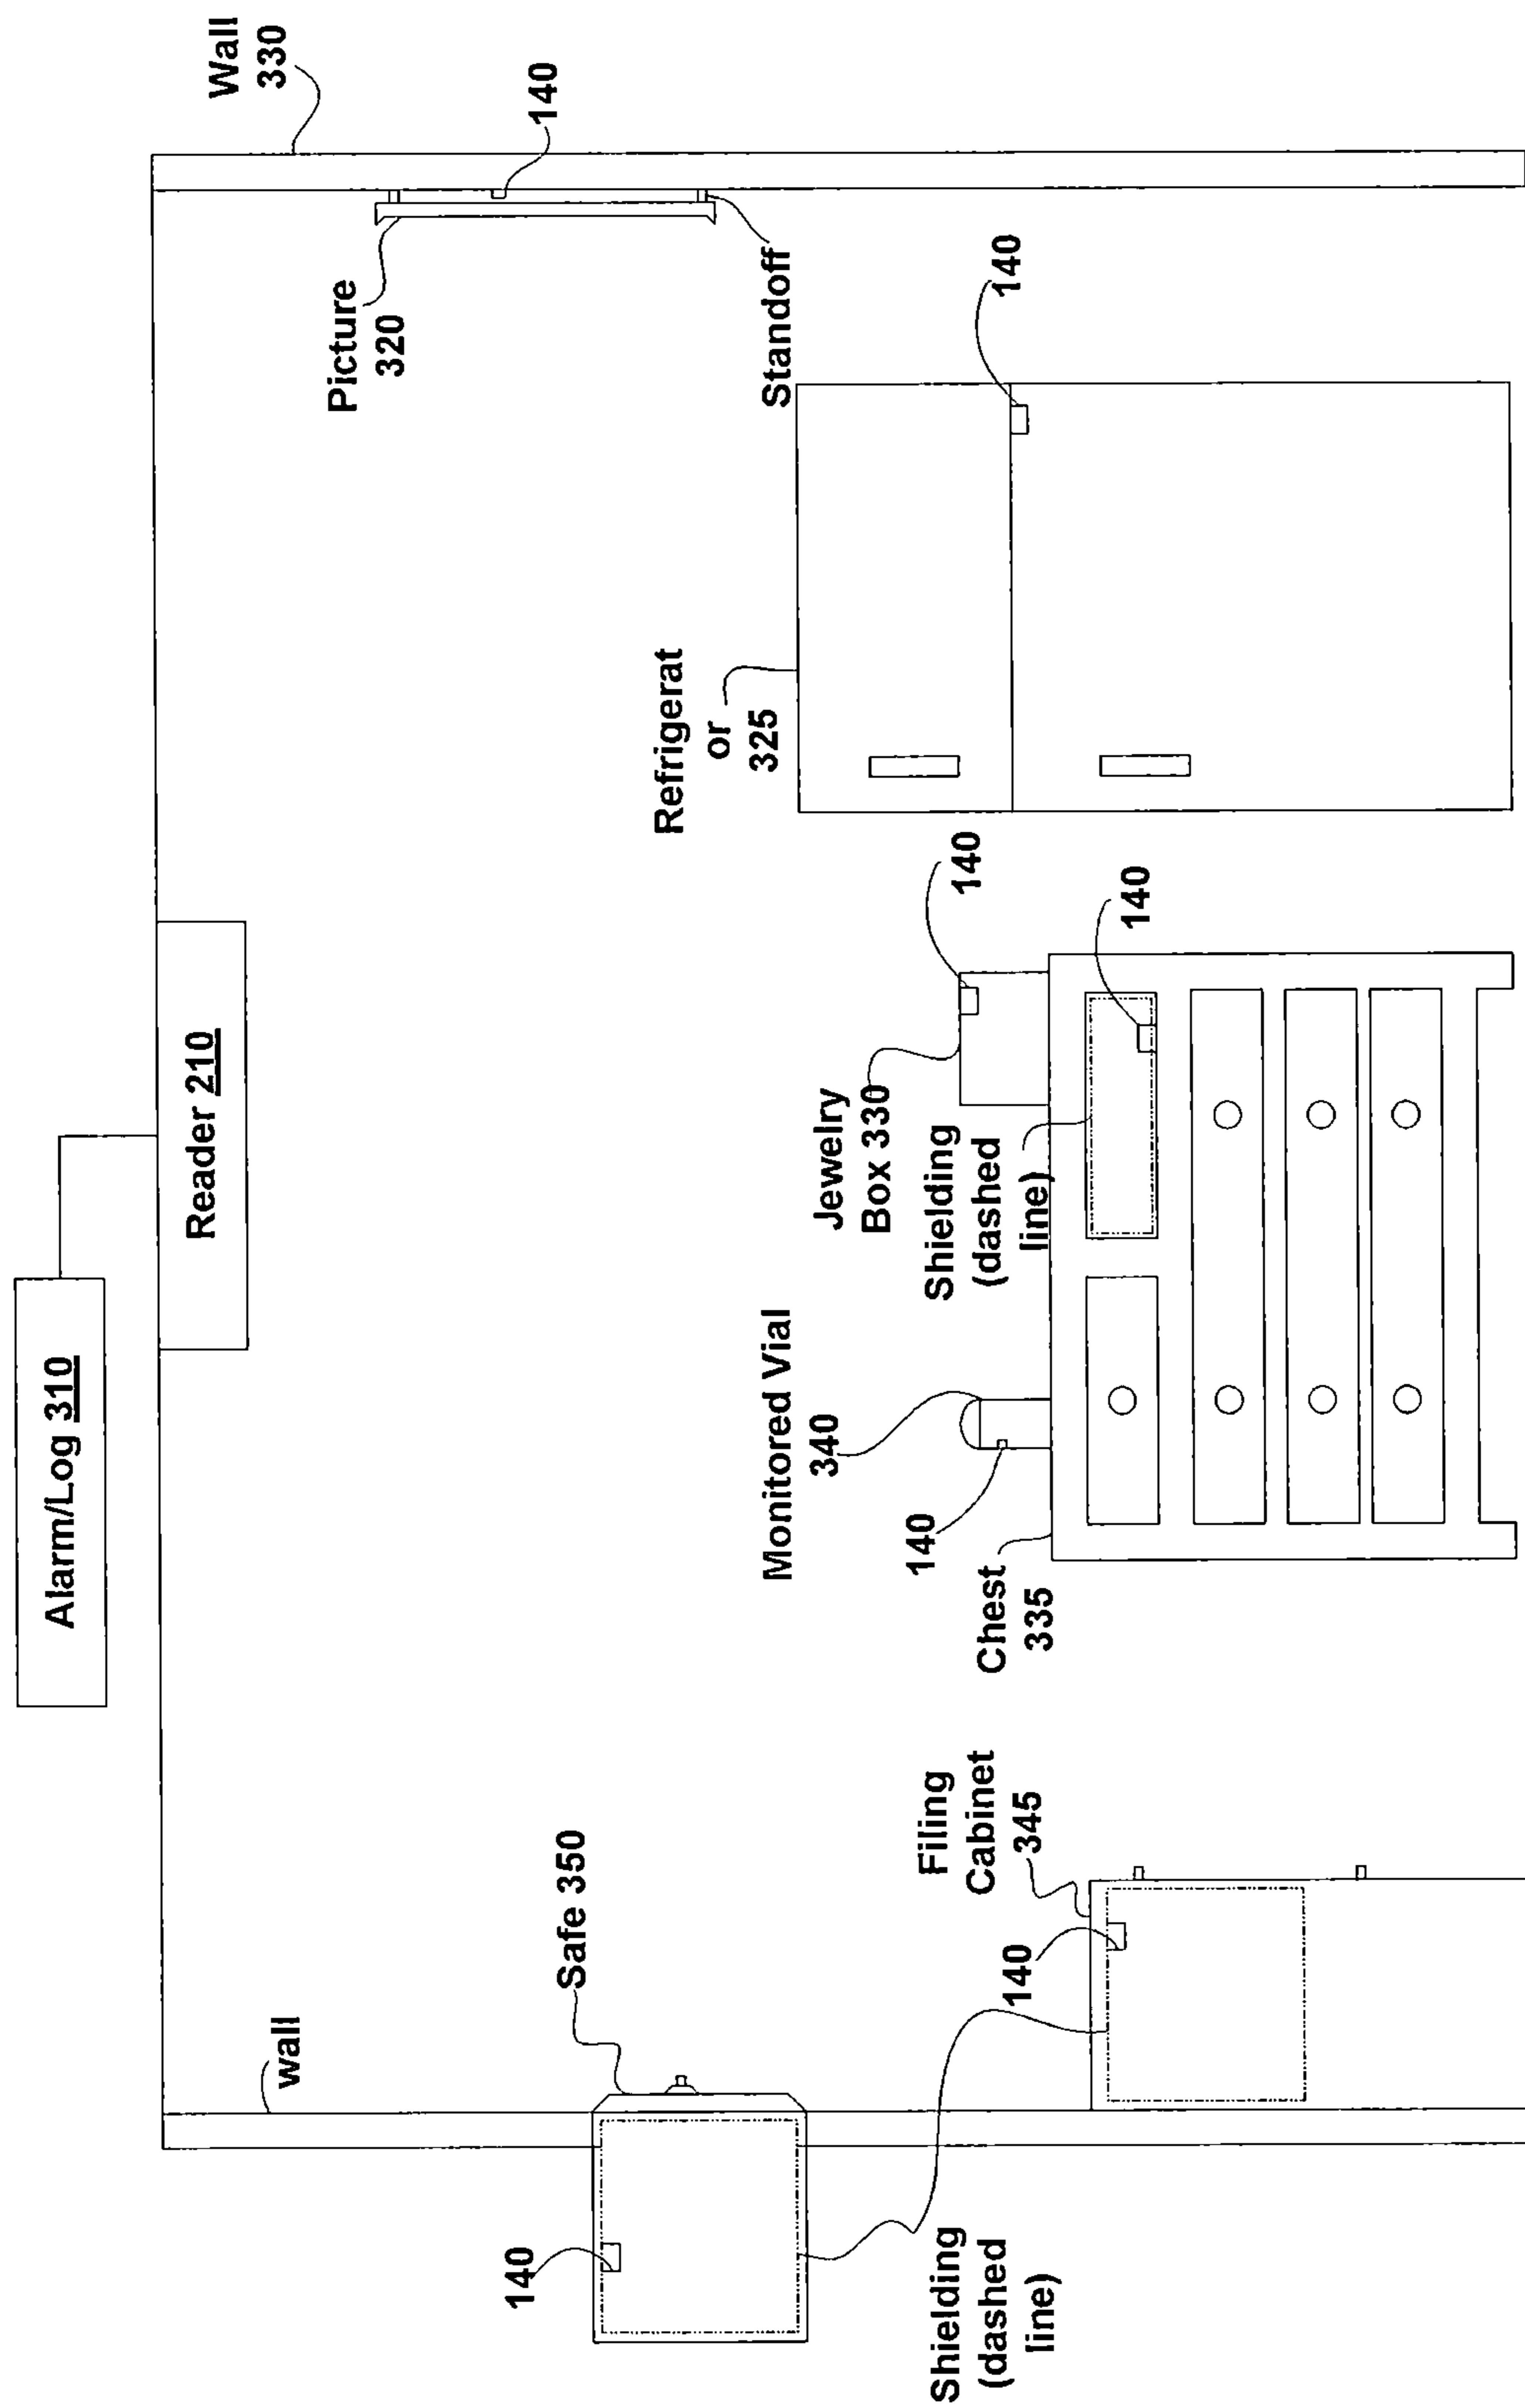 Alarm/Log 310
Reader 210
wall
Wall
330
140
Picture
320
Standoff
Safe 350
140
Shielding
(dashed
line)
Filing
Cabinet
345
140
Monitored Vial
340
140
Chest
335
Jewelry
Box 330
Shielding
(dashed
line)
140
140
Refrigerat
or
325
140